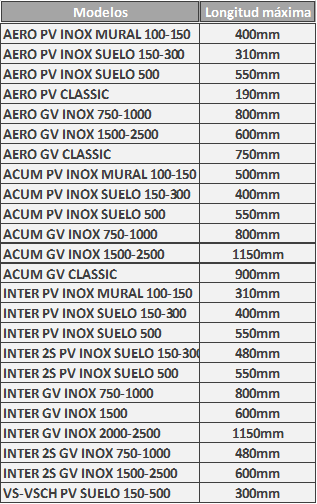 Modelos Longitud máxima
AERO PV INOX MURAL 100-150 400mm
AERO PV INOX SUELO 150-300 310mm
AERO PV INOX SUELO 500 550mm
AERO PV CLASSIC 190mm
AERO GV INOX 750-1000 800mm
AERO GV INOX 1500-2500 600mm
AERO GV CLASSIC 750mm
ACUM PV INOX MURAL 100-150 500mm
ACUM PV INOX SUELO 150-300 400mm
ACUM PV INOX SUELO 500 550mm
ACUM GV INOX 750-1000 800mm
ACUM GV INOX 1500-2500 1150mm
ACUM GV CLASSIC 900mm
INTER PV INOX MURAL 100-150 310mm
INTER PV INOX SUELO 150-300 400mm
INTER PV INOX SUELO 500 550mm
INTER 2S PV INOX SUELO 150-300 480mm
INTER 2S PV INOX SUELO 500 550mm
INTER GV INOX 750-1000 800mm
INTER GV INOX 1500 600mm
INTER GV INOX 2000-2500 1150mm
INTER 2S GV INOX 750-1000 480mm
INTER 2S GV INOX 1500-2500 600mm
VS-VSCH PV SUELO 150-500 300mm